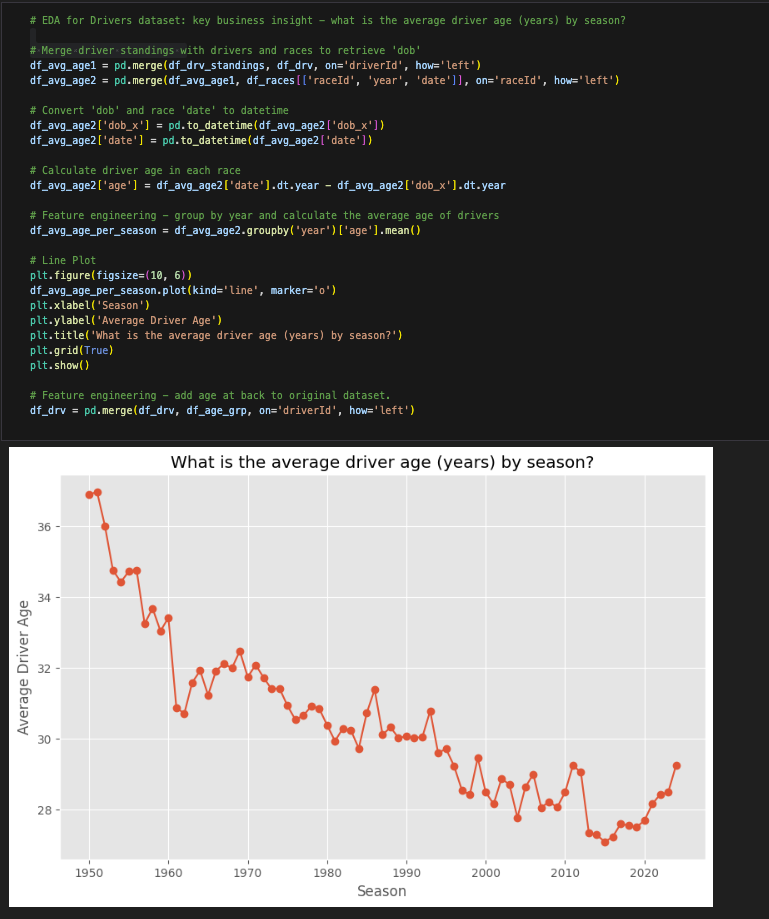 # EDA for Drivers dataset: key business insight – what is the average driver age (years) by season?
# Merge driver standings with drivers and races to retrieve 'dob'
df_avg_age1 = pd.merge(df_drv_standings, df_drv, on='driverId', how='left')
df_avg_age2 = pd.merge(df_avg_age1, df_races[['raceId', 'year', 'date']], on='raceId', how='left')
# Convert 'dob' and race 'date' to datetime
df_avg_age2['dob_x'] = pd.to_datetime(df_avg_age2['dob_x'])
df_avg_age2['date'] = pd.to_datetime(df_avg_age2['date'])
# Calculate driver age in each race
df_avg_age2['age'] = df_avg_age2['date'].dt.year - df_avg_age2['dob_x'].dt.year
# Feature engineering – group by year and calculate the average age of drivers
df_avg_age_per_season = df_avg_age2.groupby('year')['age'].mean()
# Line Plot
plt.figure(figsize=(10, 6))
df_avg_age_per_season.plot(kind='line', marker='o')
plt.xlabel('Season')
plt.ylabel('Average Driver Age')
plt.title('What is the average driver age (years) by season?')
plt.grid(True)
plt.show()
# Feature engineering – add age at back to original dataset.
df_drv = pd.merge(df_drv, df_age_grp, on='driverId', how='left')
What is the average driver age (years) by season?
36
34
32
30
28
Average Driver Age
1950 1960 1970 1980 1990 2000 2010 2020
Season